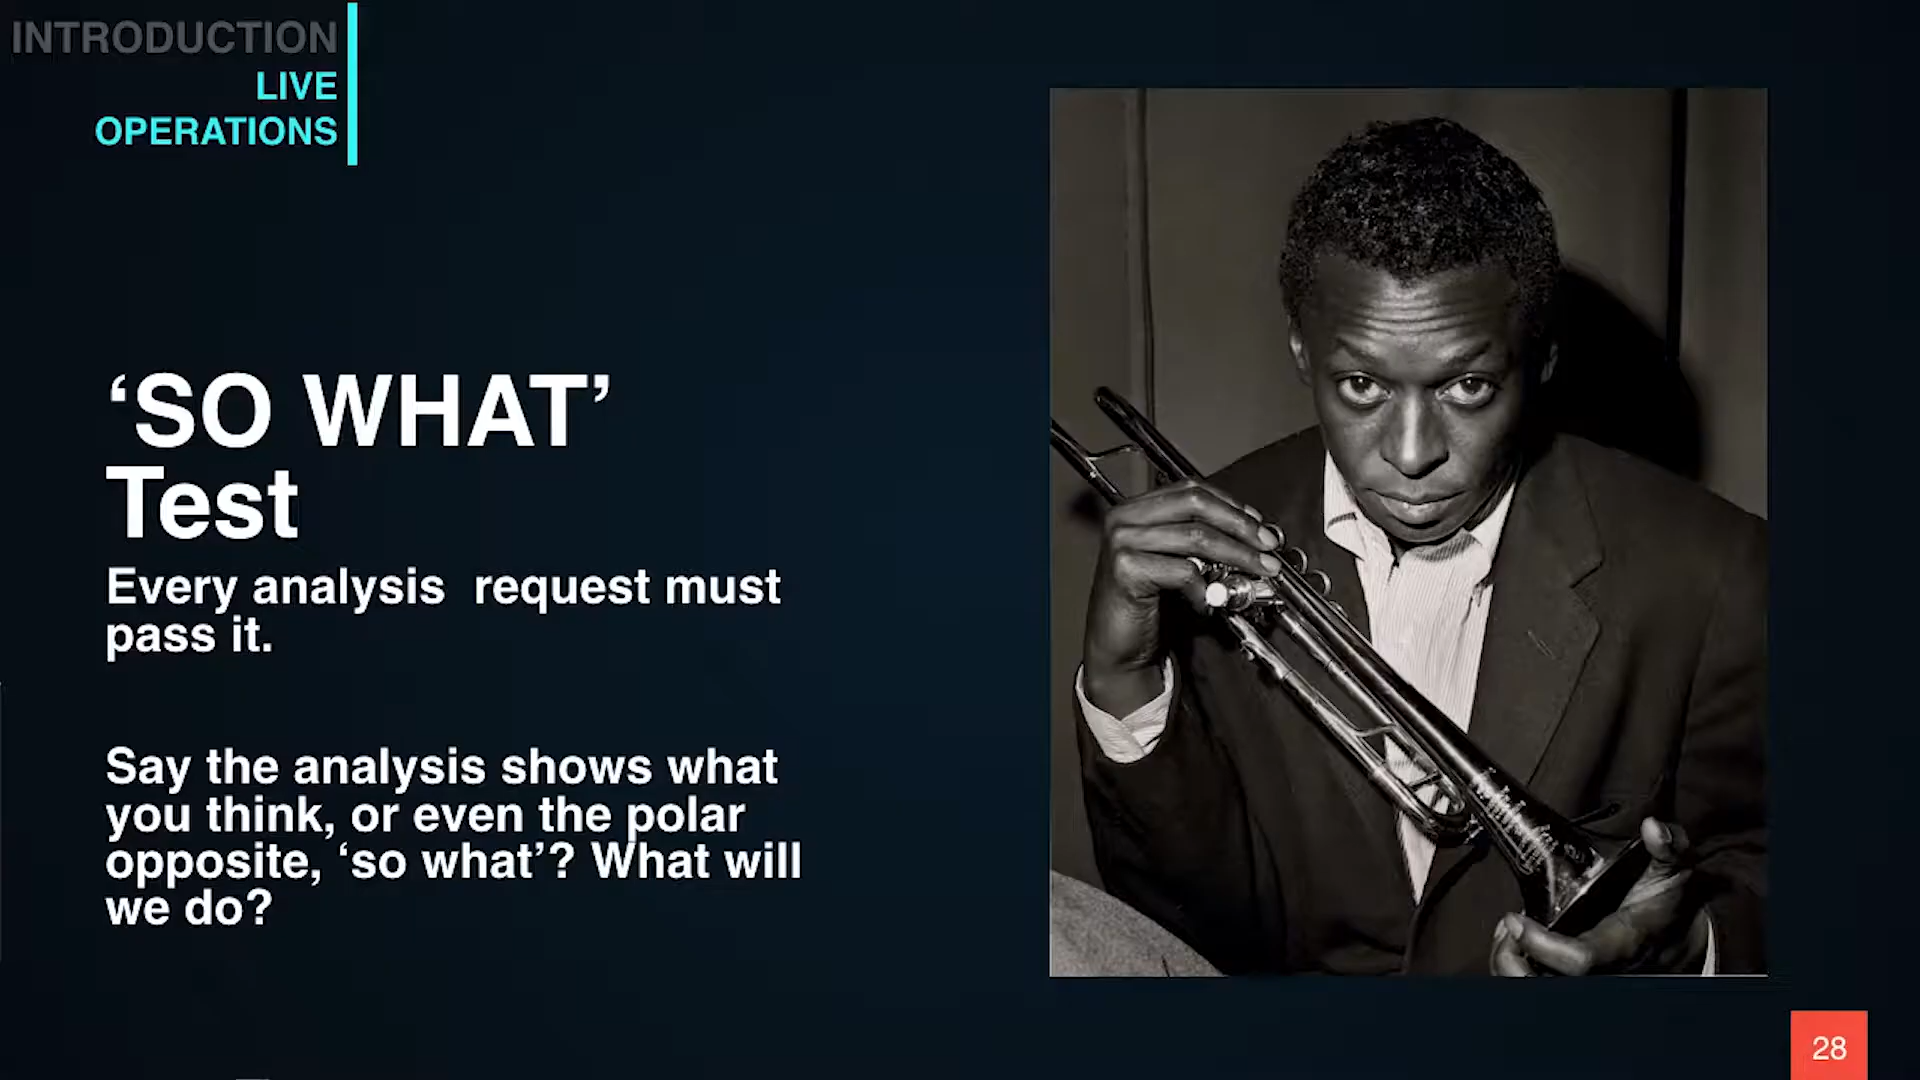 INTRODUCTION
LIVE
OPERATIONS
‘SO WHAT’
Test
Every analysis  request must
pass it.
Say the analysis shows what
you think, or even the polar
opposite, ‘so what’? What will
we do?
28